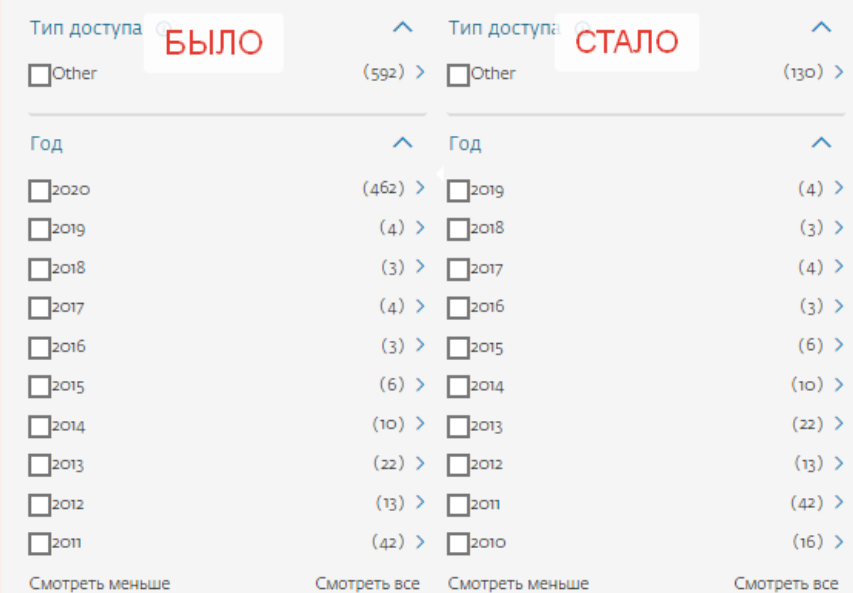 Тип доступа
БЫЛО
Other (592)
Год
2020 (462)
2019 (4)
2018 (3)
2017 (4)
2016 (3)
2015 (6)
2014 (10)
2013 (22)
2012 (13)
2011 (42)
Смотреть меньше Смотреть все
Тип доступа
СТАЛО
Other (130)
Год
2019 (4)
2018 (3)
2017 (4)
2016 (3)
2015 (6)
2014 (10)
2013 (22)
2012 (13)
2011 (42)
2010 (16)
Смотреть меньше Смотреть все